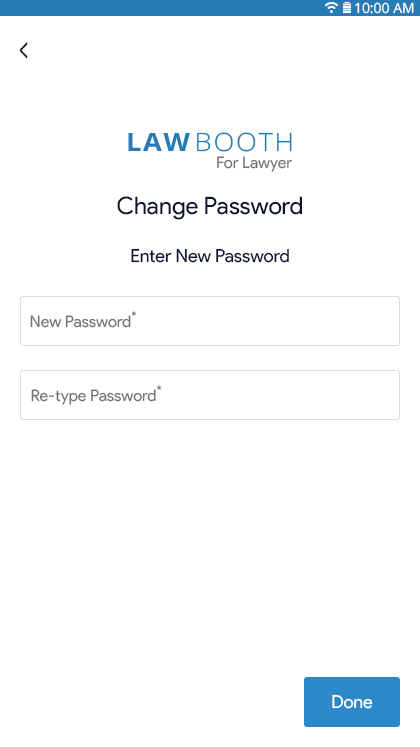 10:00 AM
LAW BOOTH
For Lawyer
Change Password
Enter New Password
New Password*
Re-type Password*
Done